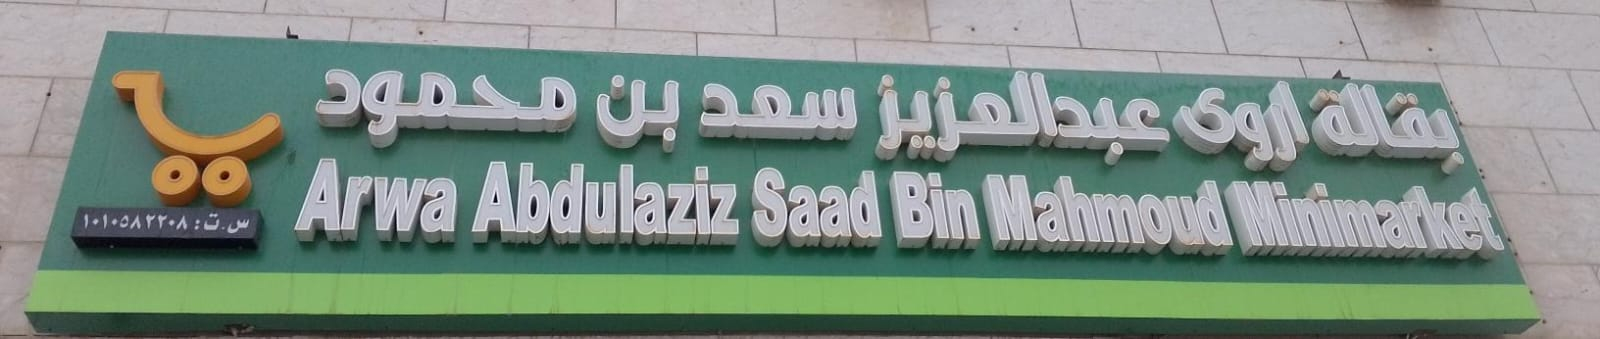 بقالة اروى عبدالعزيز سعد بن محمود
Arwa Abdulaziz Saad Bin Mahmoud Minimarket
س.ت: ١٠١٠٥٨٢٢٠٨